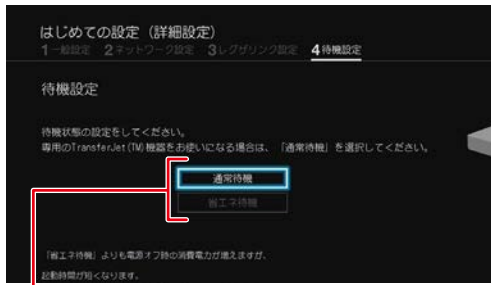 はじめての設定（詳細設定）
1一般設定 2ネットワーク設定 3レグザリンク設定 4待機設定
待機設定
待機状態の設定をしてください。
専用のTransferJet(TM)機器をお使いになる場合は、「通常待機」を選択してください。
通常待機
省エネ待機
「省エネ待機」よりも電源オフ時の消費電力が増えますが、
起動時間が短くなります。